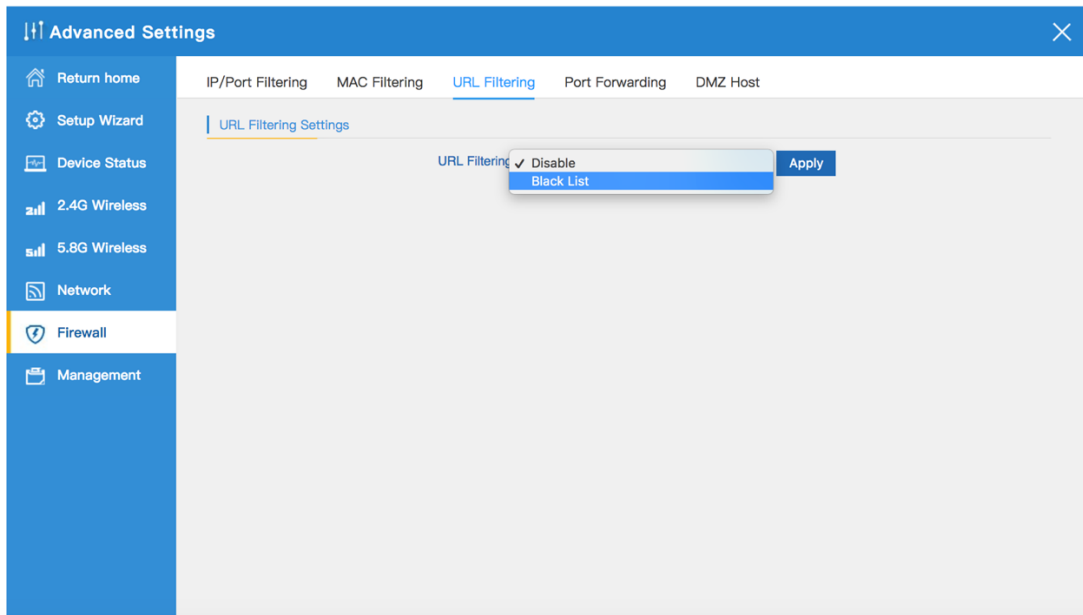 Advanced Settings
Return home
Setup Wizard
Device Status
2.4G Wireless
5.8G Wireless
Network
Firewall
Management
IP/Port Filtering MAC Filtering URL Filtering Port Forwarding DMZ Host
URL Filtering Settings
URL Filtering ✓ Disable Apply
Black List